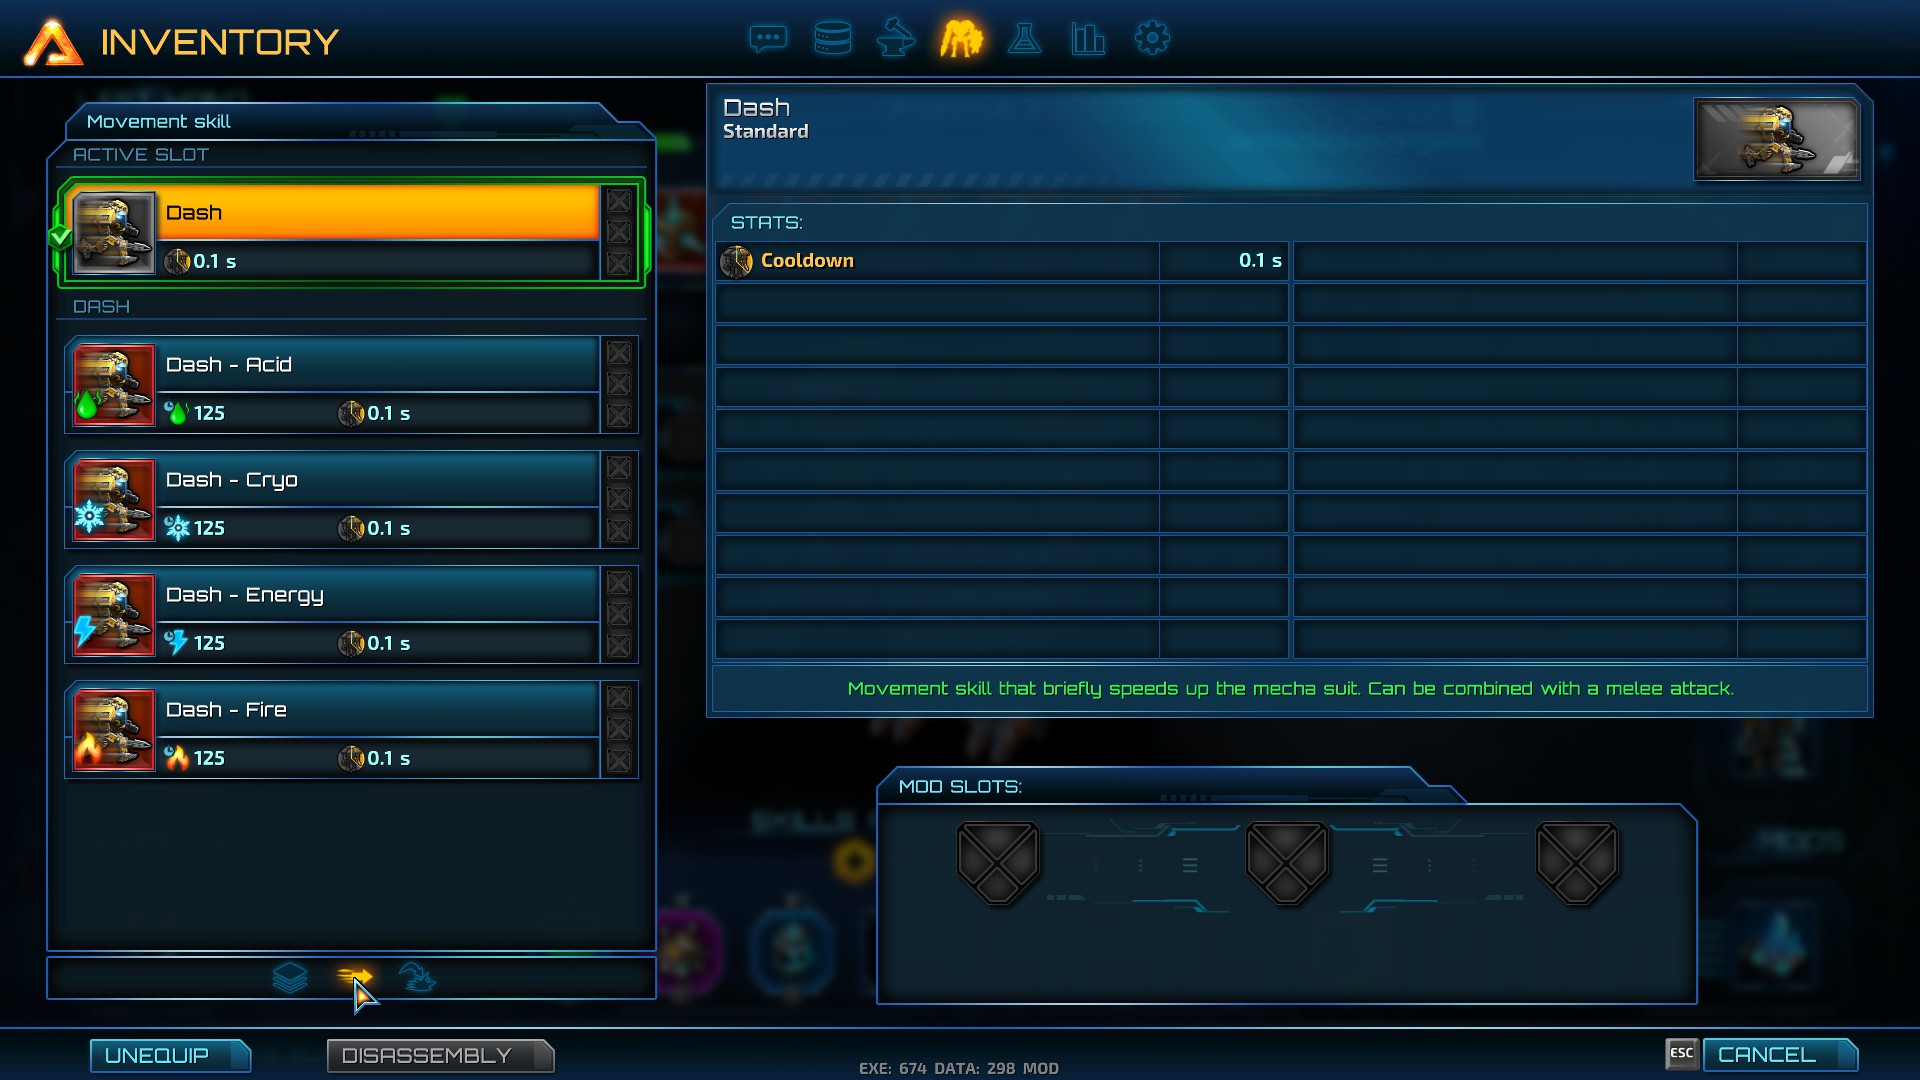 INVENTORY
Movement skill
ACTIVE SLOT
Dash
0.1 s
DASH
Dash - Acid
125 0.1 s
Dash - Cryo
125 0.1 s
Dash - Energy
125 0.1 s
Dash - Fire
125 0.1 s
Dash
Standard
STATS:
Cooldown 0.1 s
Movement skill that briefly speeds up the mecha suit. Can be combined with a melee attack.
MOD SLOTS:
SKILLS
MODS
UNEQUIP
DISASSEMBLY
EXE: 674 DATA: 298 MOD
ESC
CANCEL